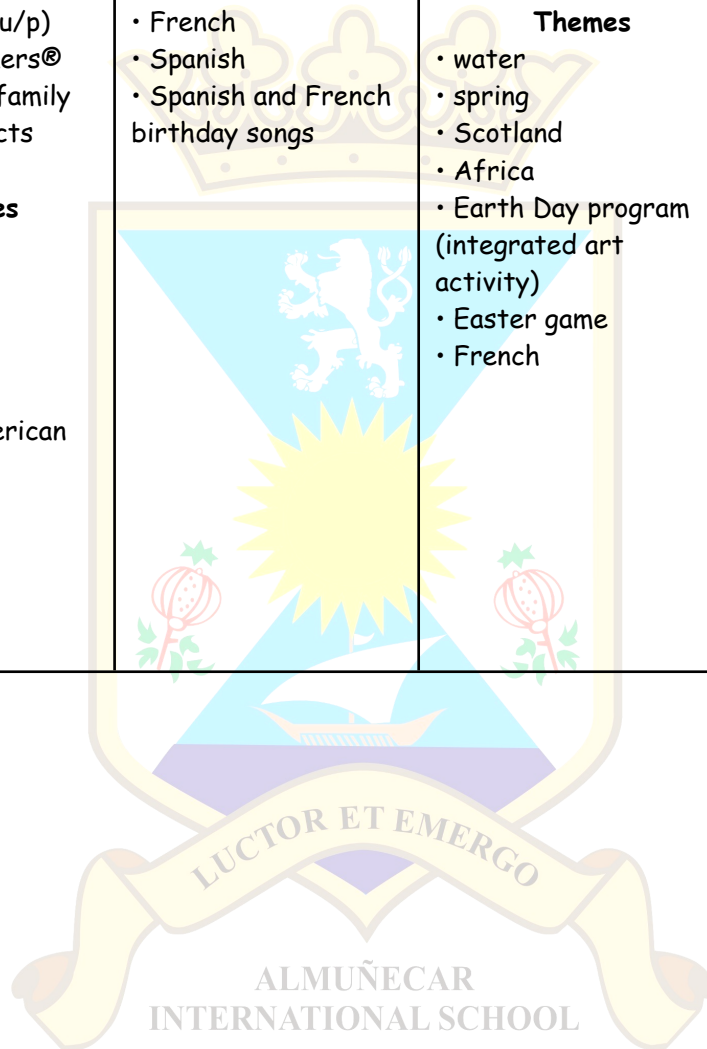 u/p)
ers®
family
cts
es
erican
• French
• Spanish
• Spanish and French
birthday songs
Themes
• water
• spring
• Scotland
• Africa
• Earth Day program
(integrated art
activity)
• Easter game
• French
LUCTOR ET EMERGO
ALMUÑECAR
INTERNATIONAL SCHOOL